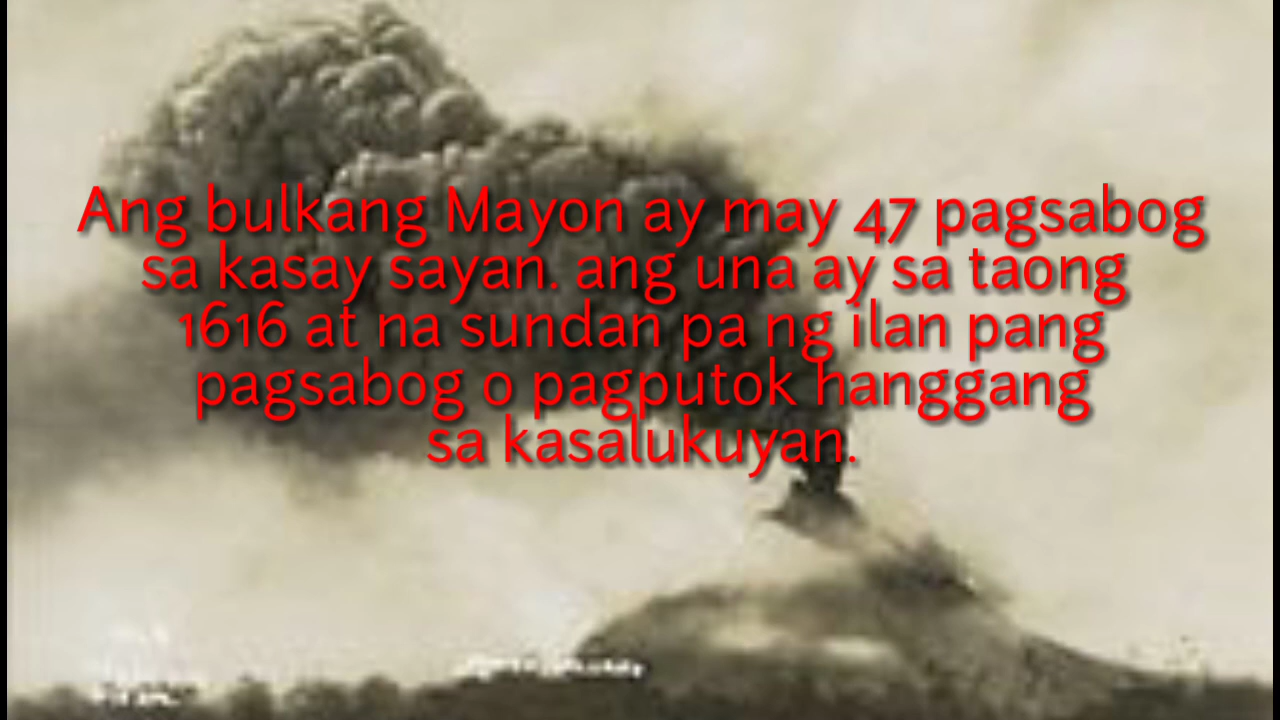 Ang bulkang Mayon ay may 47 pagsabog
sa kasay sayan. ang una ay sa taong
1616 at na sundan pa ng ilan pang
pagsabog o pagputok hanggang
sa kasalukuyan.